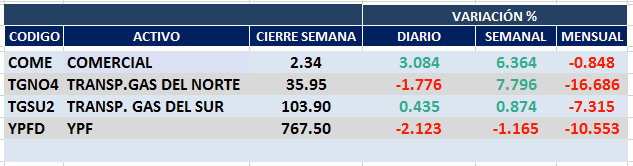 VARIACIÓN %
CODIGO ACTIVO CIERRE SEMANA DIARIO SEMANAL MENSUAL
COME COMERCIAL 2.34 3.084 6.364 -0.848
TGNO4 TRANSP.GAS DEL NORTE 35.95 -1.776 7.796 -16.686
TGSU2 TRANSP. GAS DEL SUR 103.90 0.435 0.874 -7.315
YPFD YPF 767.50 -2.123 -1.165 -10.553